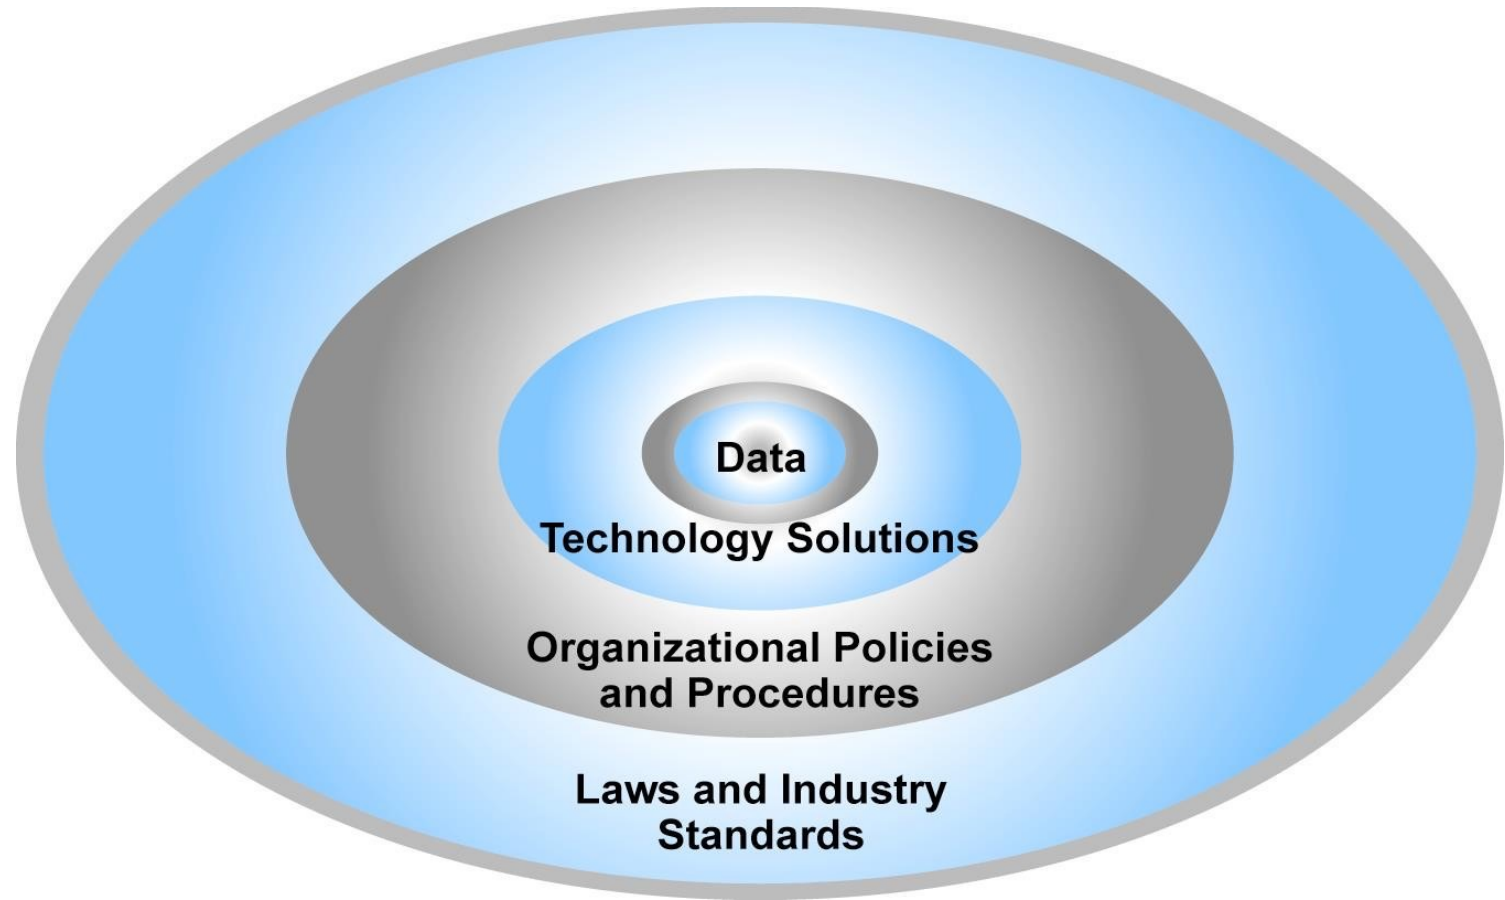 Data
Technology Solutions
Organizational Policies
and Procedures
Laws and Industry
Standards